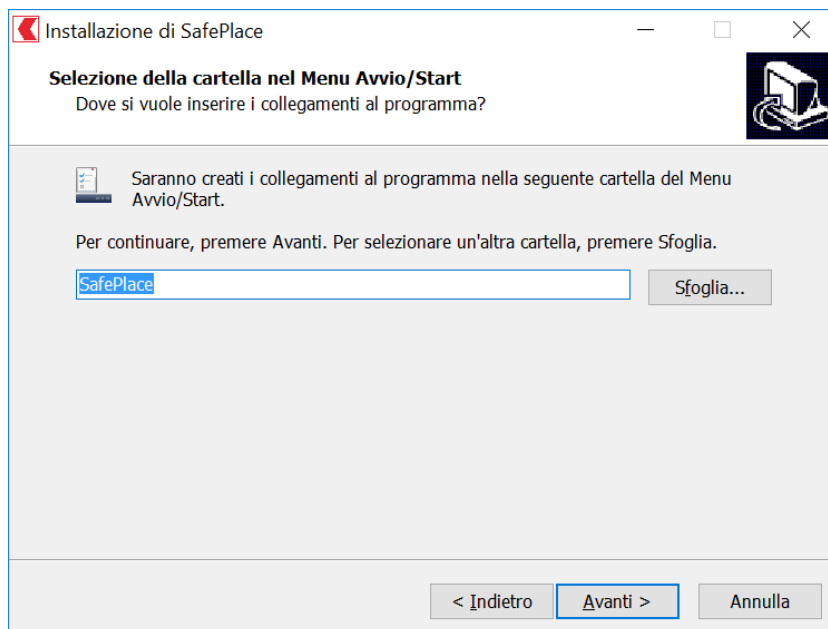 Installazione di SafePlace
Selezione della cartella nel Menu Avvio/Start
Dove si vuole inserire i collegamenti al programma?
Saranno creati i collegamenti al programma nella seguente cartella del Menu
Avvio/Start.
Per continuare, premere Avanti. Per selezionare un'altra cartella, premere Sfoglia.
SafePlace
Sfoglia...
< Indietro
Avanti >
Annulla